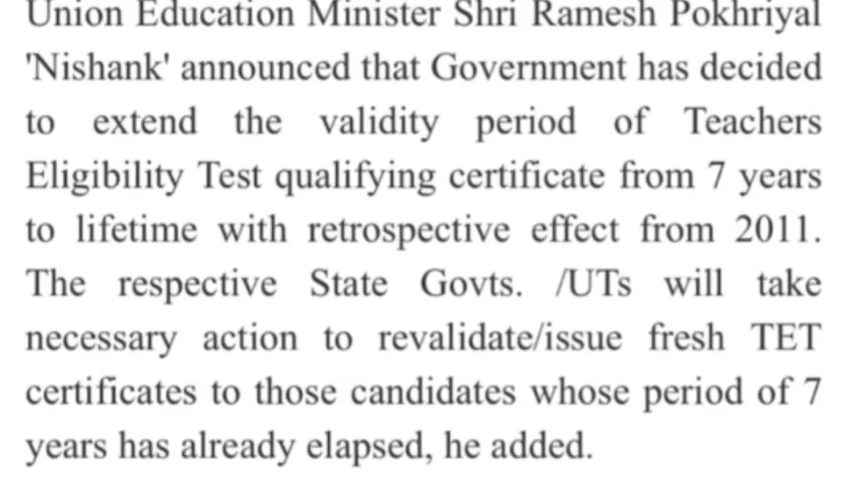 Union Education Minister Shri Ramesh Pokhriyal
'Nishank' announced that Government has decided
to extend the validity period of Teachers
Eligibility Test qualifying certificate from 7 years
to lifetime with retrospective effect from 2011.
The respective State Govts. /UTs will take
necessary action to revalidate/issue fresh TET
certificates to those candidates whose period of 7
years has already elapsed, he added.